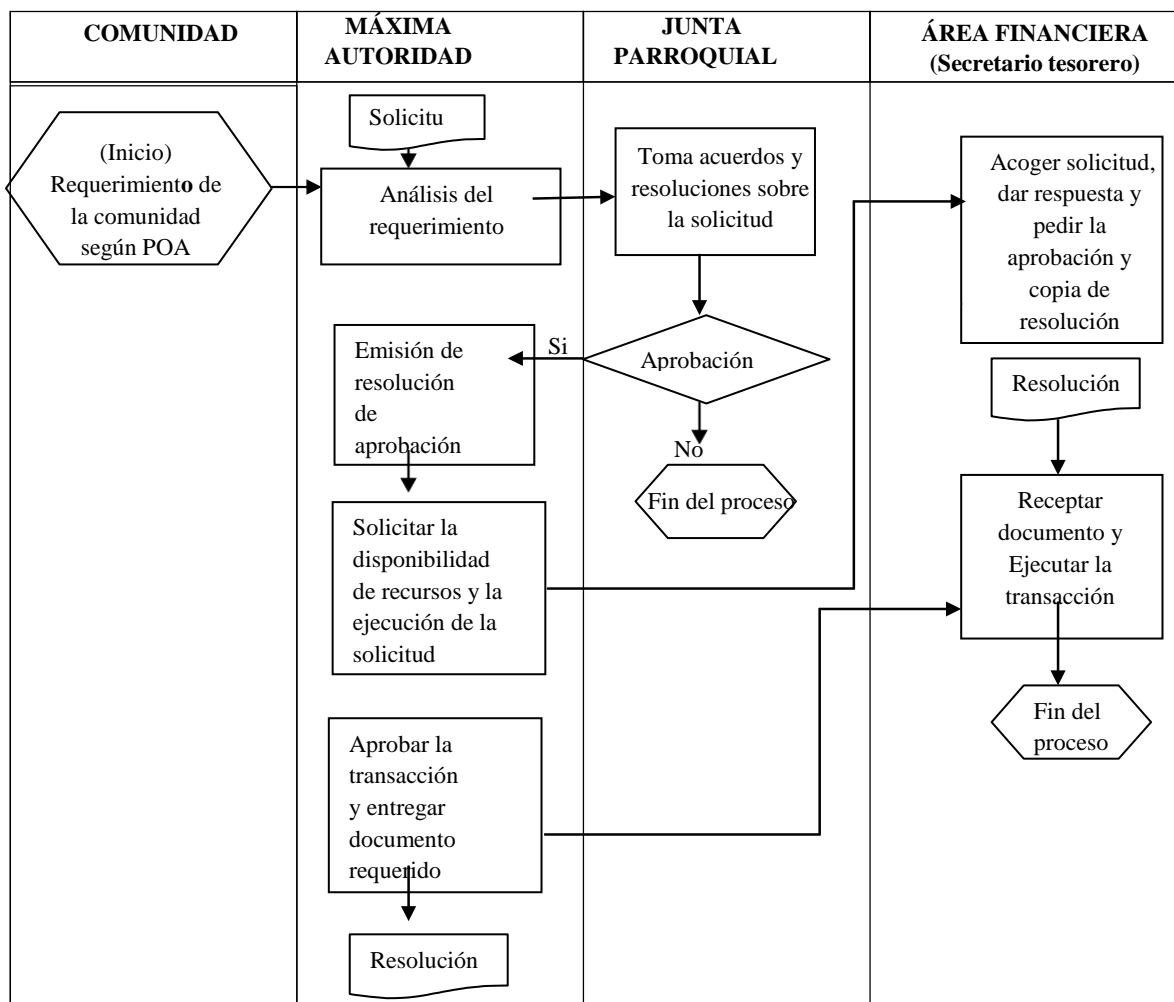 COMUNIDAD
MÁXIMA
AUTORIDAD
JUNTA
PARROQUIAL
ÁREA FINANCIERA
(Secretario tesorero)
(Inicio)
Requerimiento de
la comunidad
según POA
Solicitu
Análisis del
requerimiento
Toma acuerdos y
resoluciones sobre
la solicitud
Acoger solicitud,
dar respuesta y
pedir la
aprobación y
copia de
resolución
Emisión de
resolución
de
aprobación
Si
Aprobación
No
Fin del proceso
Resolución
Solicitar la
disponibilidad
de recursos y la
ejecución de la
solicitud
Receptar
documento y
Ejecutar la
transacción
Fin del
proceso
Aprobar la
transacción
y entregar
documento
requerido
Resolución